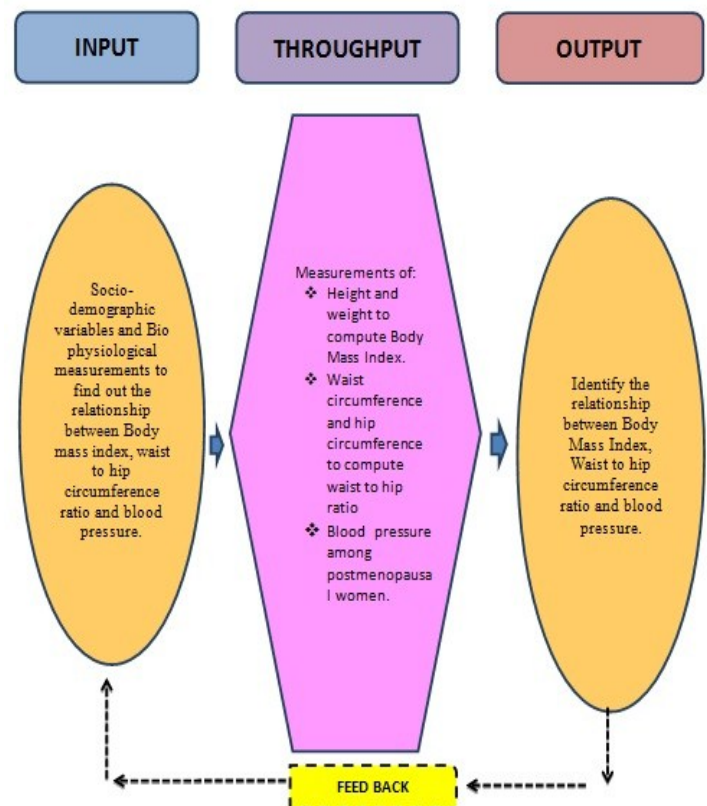 INPUT
THROUGHPUT
OUTPUT
Socio-
demographic
variables and Bio
physiological
measurements to
find out the
relationship
between Body
mass index, waist
to hip
circumference
ratio and blood
pressure.
Measurements of:
❖ Height and
weight to
compute Body
Mass Index.
❖ Waist
circumference
and hip
circumference
to compute
waist to hip
ratio
❖ Blood pressure
among
postmenopausa
l women.
Identify the
relationship
between Body
Mass Index,
Waist to hip
circumference
ratio and blood
pressure.
FEED BACK